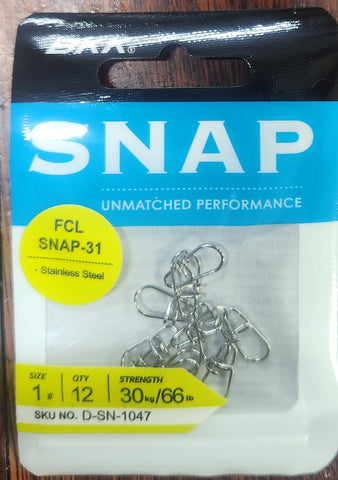 BKK®
SNAP
UNMATCHED PERFORMANCE
FCL
SNAP-31
· Stainless Steel
SIZE QTY STRENGTH
1# 12 30kg/66lb
SKU NO. D-SN-1047